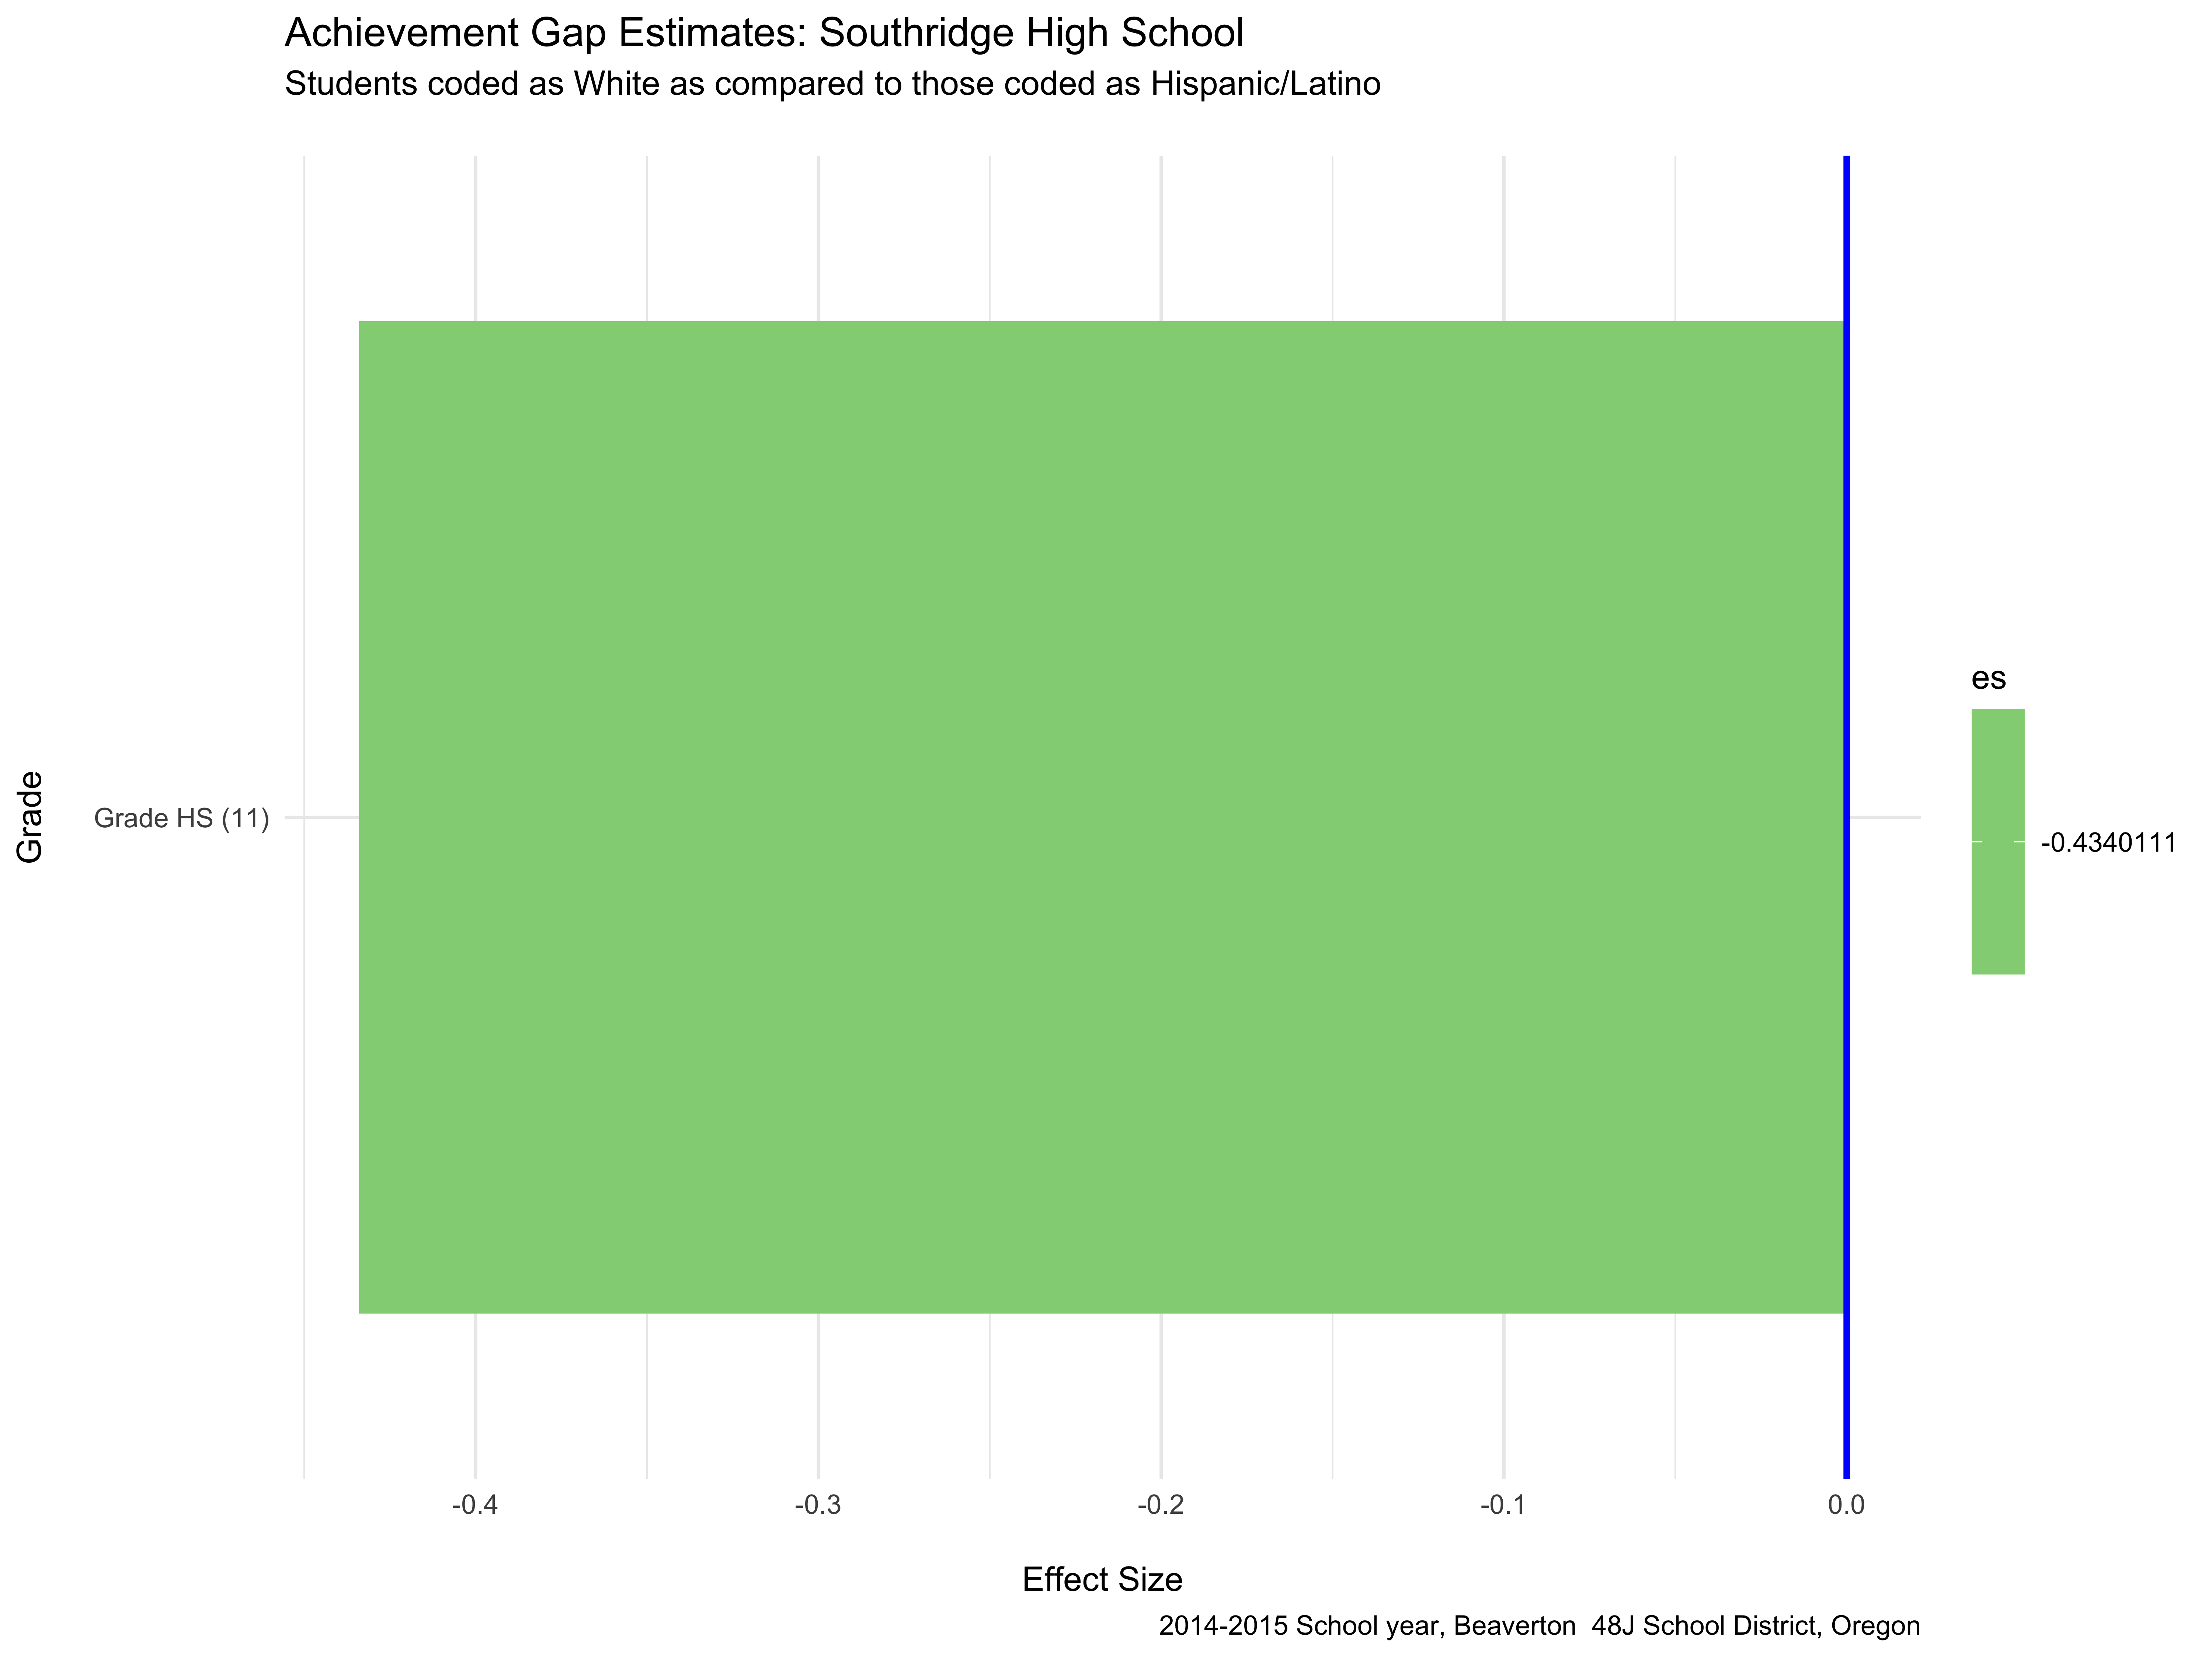 Achievement Gap Estimates: Southridge High School
Students coded as White as compared to those coded as Hispanic/Latino
Grade
Grade HS (11)
es
-0.4340111
-0.4
-0.3
-0.2
-0.1
0.0
Effect Size
2014-2015 School year, Beaverton  48J School District, Oregon